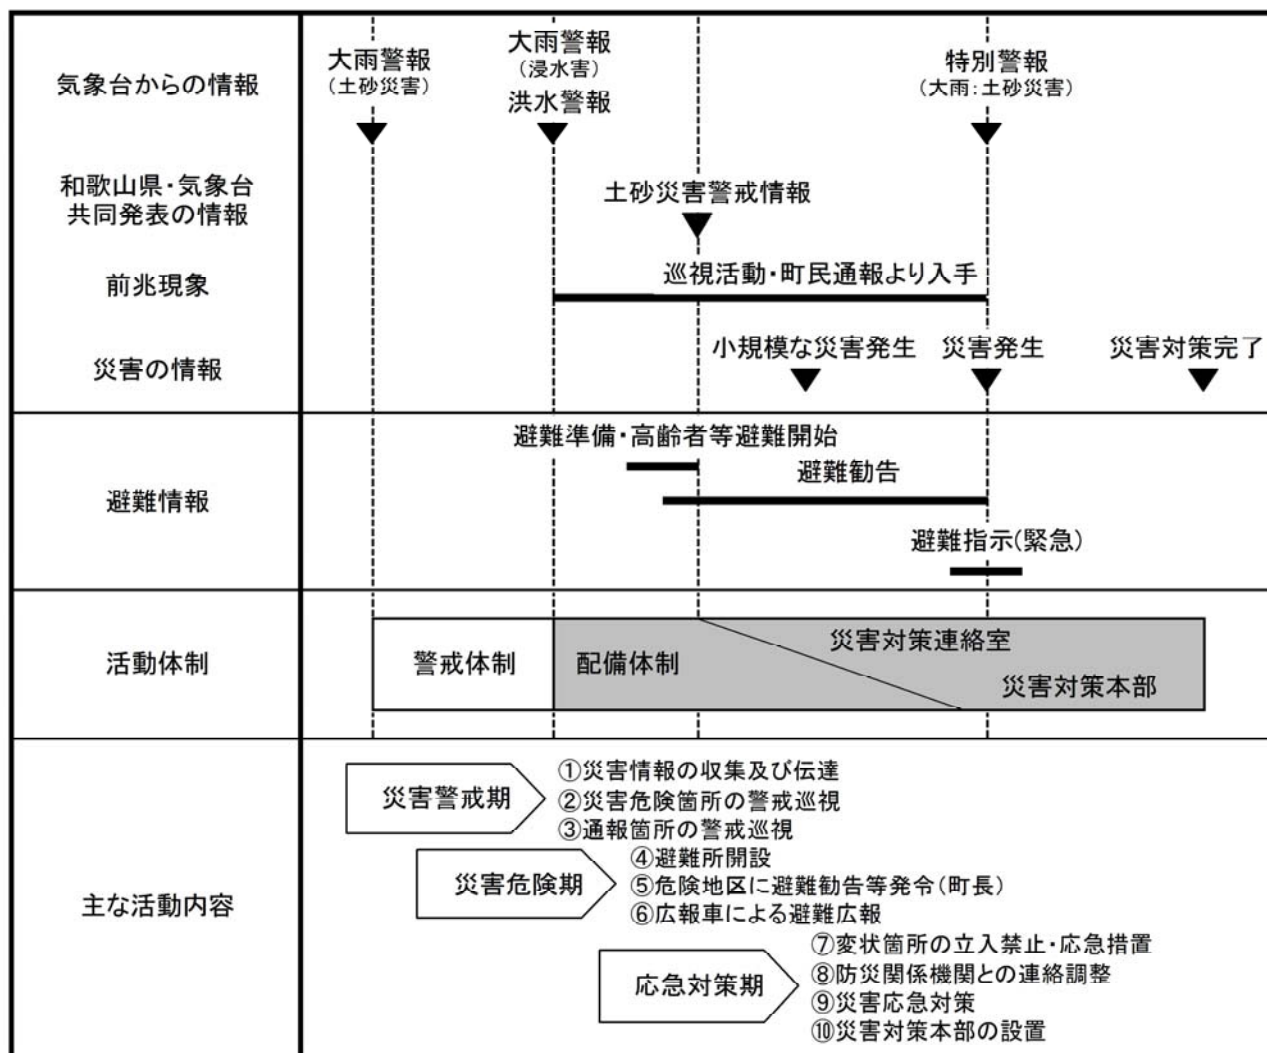 気象台からの情報
大雨警報
(土砂災害)
大雨警報
(浸水害)
洪水警報
特別警報
(大雨:土砂災害)
和歌山県・気象台
共同発表の情報
土砂災害警戒情報
前兆現象
巡視活動・町民通報より入手
災害の情報
小規模な災害発生
災害発生
災害対策完了
避難情報
避難準備・高齢者等避難開始
避難勧告
避難指示(緊急)
活動体制
警戒体制
配備体制
災害対策連絡室
災害対策本部
主な活動内容
災害警戒期
①災害情報の収集及び伝達
②災害危険箇所の警戒巡視
③通報箇所の警戒巡視
災害危険期
④避難所開設
⑤危険地区に避難勧告等発令(町長)
⑥広報車による避難広報
応急対策期
⑦変状箇所の立入禁止・応急措置
⑧防災関係機関との連絡調整
⑨災害応急対策
⑩災害対策本部の設置